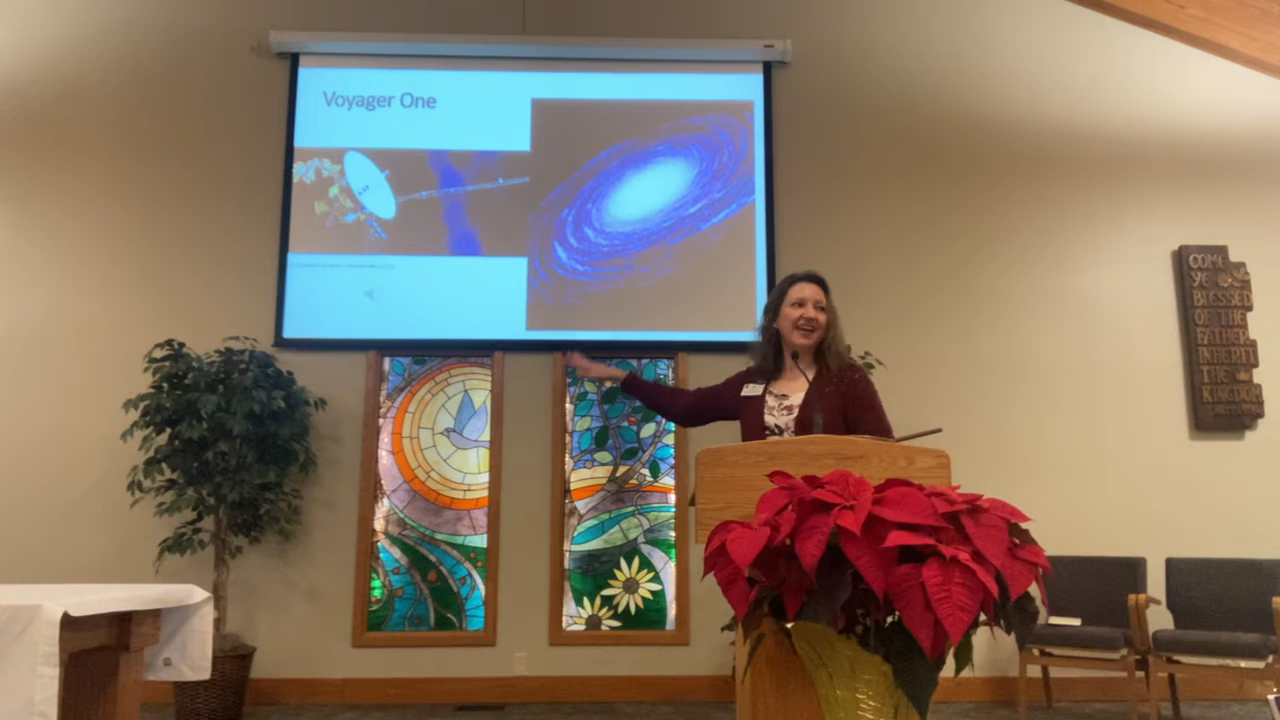 Voyager One
COME
YE
BLESSED
OF THE
FATHER
INHERIT
THE
KINGDOM